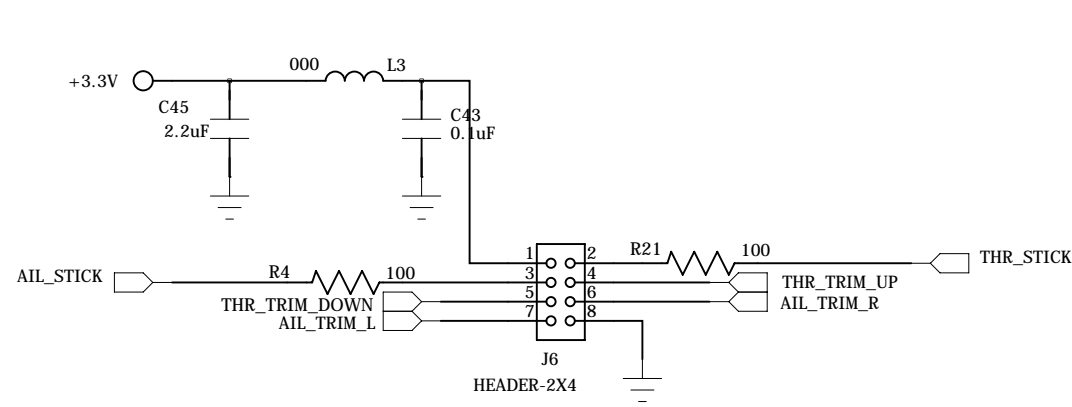 000 L3
+3.3V
C45
2.2uF
C43
0.1uF
1 2
R21 100
THR_STICK
AIL_STICK
R4 100
3 4
THR_TRIM_UP
THR_TRIM_DOWN
5 6
AIL_TRIM_R
AIL_TRIM_L
7 8
J6
HEADER-2X4